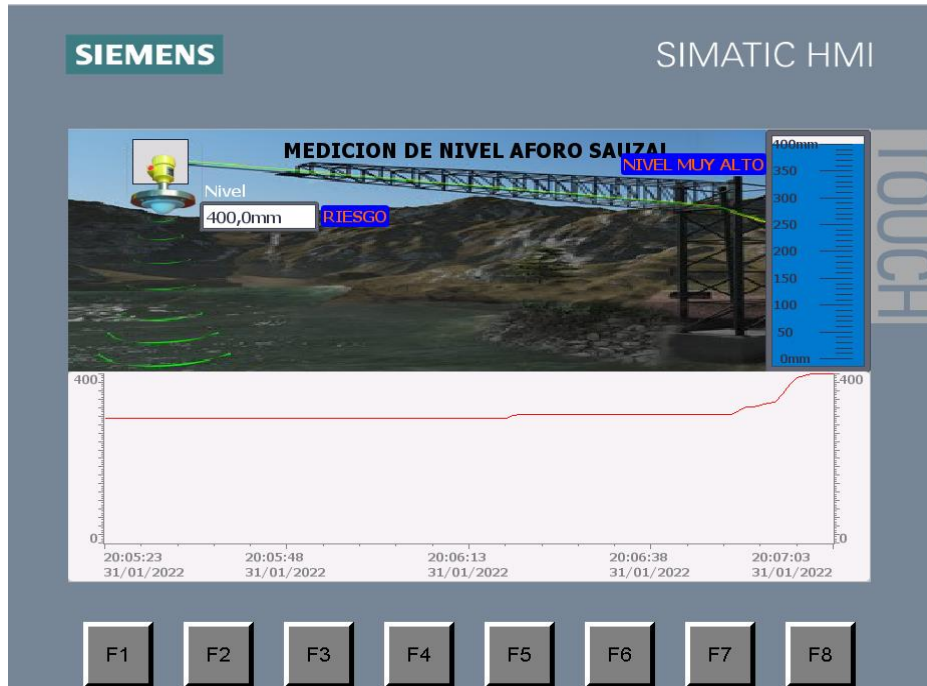 SIEMENS
SIMATIC HMI
TOUCH
MEDICION DE NIVEL AFORO SAUZAL
NIVEL MUY ALTO
Nivel
400,0mm RIESGO
400mm
350
300
250
200
150
100
50
0mm
400 400
0 0
20:05:23 20:05:48 20:06:13 20:06:38 20:07:03
31/01/2022 31/01/2022 31/01/2022 31/01/2022 31/01/2022
F1 F2 F3 F4 F5 F6 F7 F8